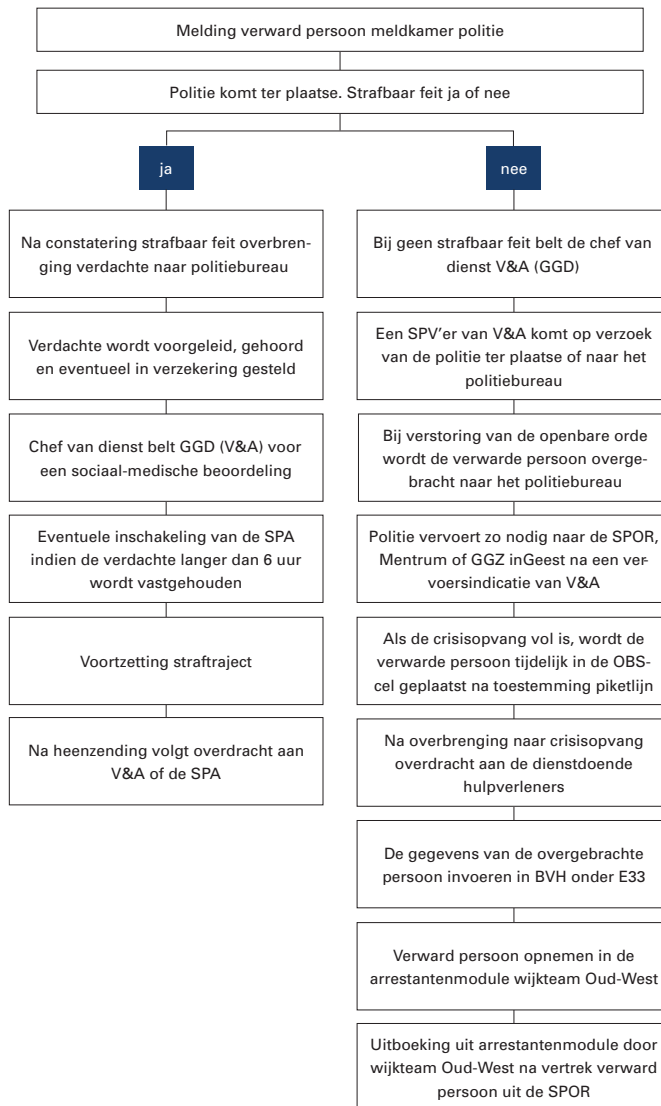 Melding verward persoon meldkamer politie
Politie komt ter plaatse. Strafbaar feit ja of nee
ja
Na constatering strafbaar feit overbren-
genging verdachte naar politiebureau
Verdachte wordt voorgeleid, gehoord
en eventueel in verzekering gesteld
Chef van dienst belt GGD (V&A) voor
een sociaal-medische beoordeling
Eventuele inschakeling van de SPA
indien de verdachte langer dan 6 uur
wordt vastgehouden
Voortzetting straftraject
Na heenzending volgt overdracht aan
V&A of de SPA
nee
Bij geen strafbaar feit belt de chef van
dienst V&A (GGD)
Een SPV’er van V&A komt op verzoek
van de politie ter plaatse of naar het
politiebureau
Bij verstoring van de openbare orde
wordt de verwarde persoon overge-
bracht naar het politiebureau
Politie vervoert zo nodig naar de SPOR,
Mentrum of GGZ inGeest na een ver-
voersindicatie van V&A
Als de crisisopvang vol is, wordt de
verwarde persoon tijdelijk in de OBS-
cel geplaatst na toestemming piketlijn
Na overbrenging naar crisisopvang
overdracht aan de dienstdoende
hulpverleners
De gegevens van de overgebrachte
persoon invoeren in BVH onder E33
Verward persoon opnemen in de
arrestantenmodule wijkteam Oud-West
Uitboeking uit arrestantenmodule door
wijkteam Oud-West na vertrek verward
persoon uit de SPOR